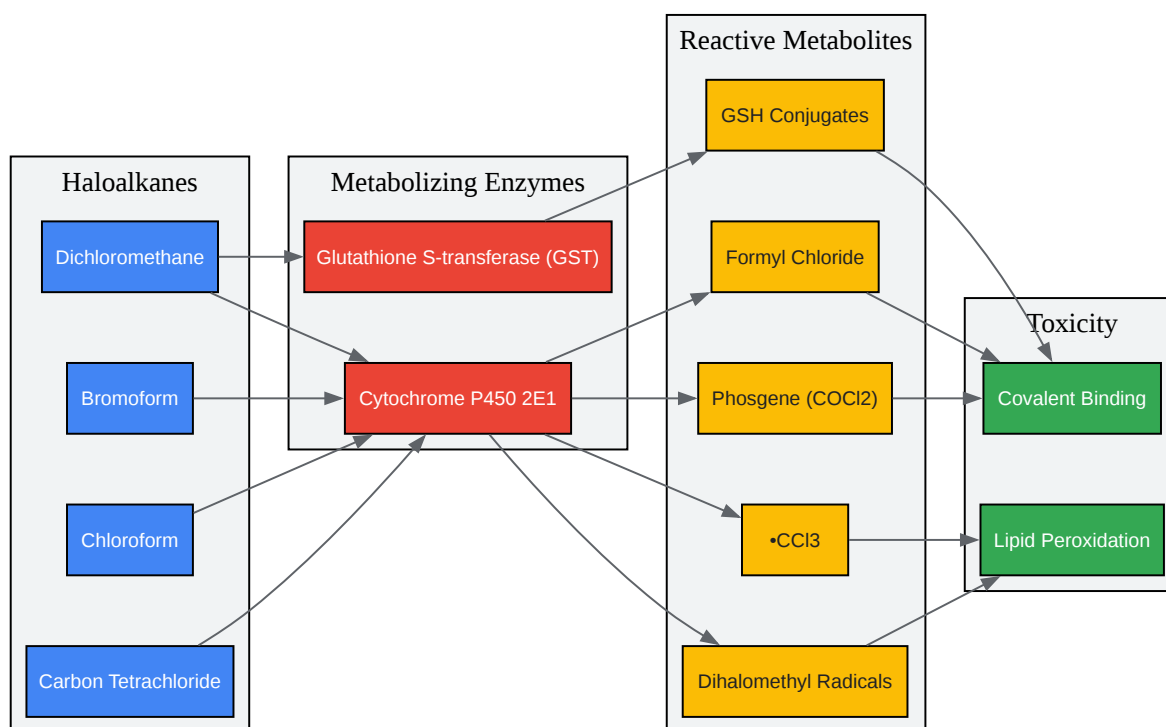 Haloalkanes
Dichloromethane
Bromoform
Chloroform
Carbon Tetrachloride
Metabolizing Enzymes
Glutathione S-transferase (GST)
Cytochrome P450 2E1
Reactive Metabolites
GSH Conjugates
Formyl Chloride
Phosgene (COCl2)
•CCl3
Dihalomethyl Radicals
Toxicity
Covalent Binding
Lipid Peroxidation